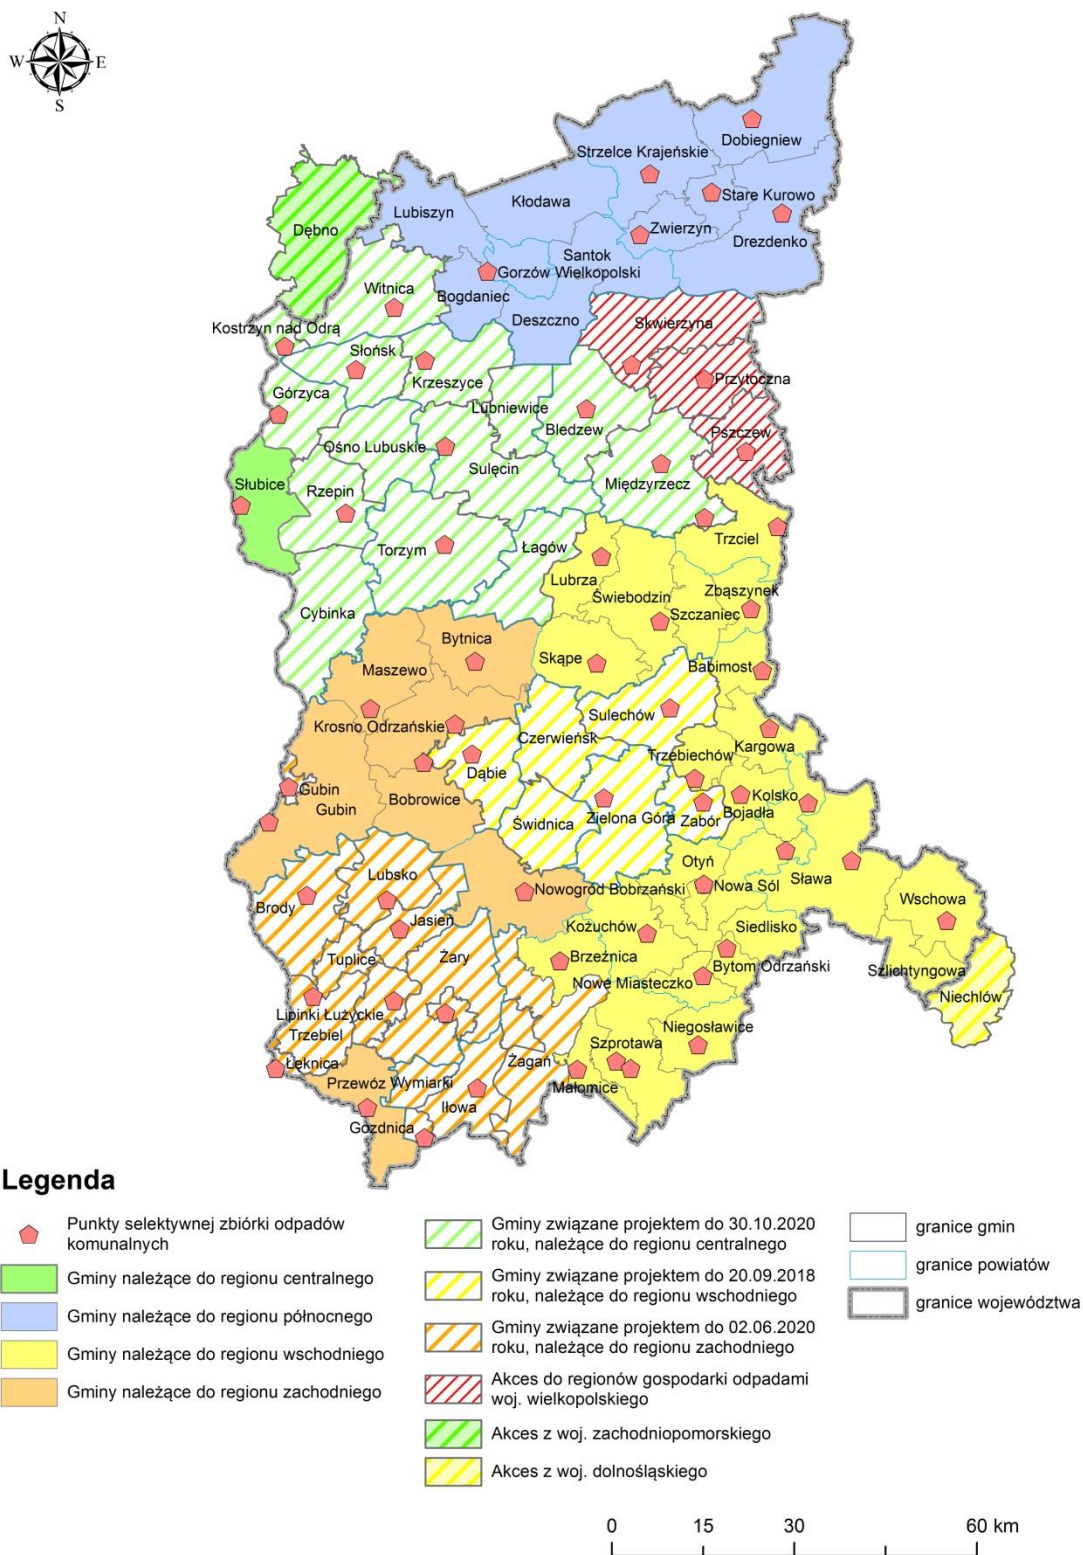 N
W E
S
Dobiegniew
Strzelce Krajeńskie
Stare Kurowo
Kłodawa
Lubiszyn
Zwierzyn
Drezdenko
Dębno
Santok
Gorzów Wielkopolski
Witnica
Bogdaniec
Deszczno
Skwierzyna
Kostrzyn nad Odrą
Słońsk
Krzeszyce
Przytoczna
Górzyca
Lubniewice
Bledzew
Pszczew
Ośno Lubuskie
Sulęcin
Międzyrzecz
Słubice
Rzepin
Trzciel
Torzym
Łagów
Lubrza
Świebodzin
Zbąszynek
Cybinka
Szczaniec
Bytnica
Skąpe
Babimost
Maszewo
Sulechów
Krosno Odrzańskie
Czerwieńsk
Kargowa
Trzebiechów
Dąbie
Gubin
Gubin
Bobrowice
Kolsko
Bojadła
Świdnica
Zielona Góra
Zabór
Otyń
Lubsko
Nowogród Bobrzański
Nowa Sól
Sława
Brody
Wschowa
Jasień
Kożuchów
Siedlisko
Tuplice
Żary
Brzeźnica
Bytom Odrzański
Szlichtyngowa
Nowe Miasteczko
Niechlów
Lipinki Łużyckie
Trzebiel
Niegosławice
Szprotawa
Łęknica
Żagań
Przewóz
Wymiarki
Małomice
Iłowa
Gozdnica
Legenda
Punkty selektywnej zbiórki odpadów
komunalnych
Gminy należące do regionu centralnego
Gminy należące do regionu północnego
Gminy należące do regionu wschodniego
Gminy należące do regionu zachodniego
Gminy związane projektem do 30.10.2020
roku, należące do regionu centralnego
Gminy związane projektem do 20.09.2018
roku, należące do regionu wschodniego
Gminy związane projektem do 02.06.2020
roku, należące do regionu zachodniego
Akces do regionów gospodarki odpadami
woj. wielkopolskiego
Akces z woj. zachodniopomorskiego
Akces z woj. dolnośląskiego
granice gmin
granice powiatów
granice województwa
0 15 30 60 km